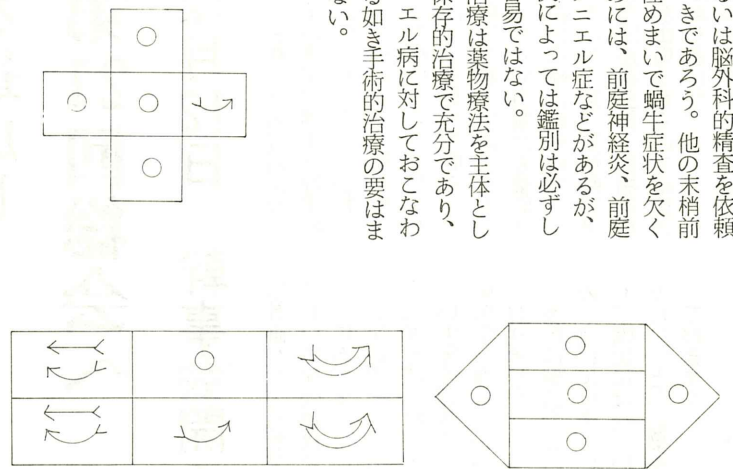 るいは脳外科的精査を依頼
きであろう。他の末梢前
性めまいで蝸牛症状を欠く
のには、前庭神経炎、前庭
ニエル症などがあるが、
によっては鑑別は必ずし
容易ではない。
治療は薬物療法を主体とし
保存的治療で充分であり、
エル病に対しておこなわ
る如き手術的治療の要はま
ない。